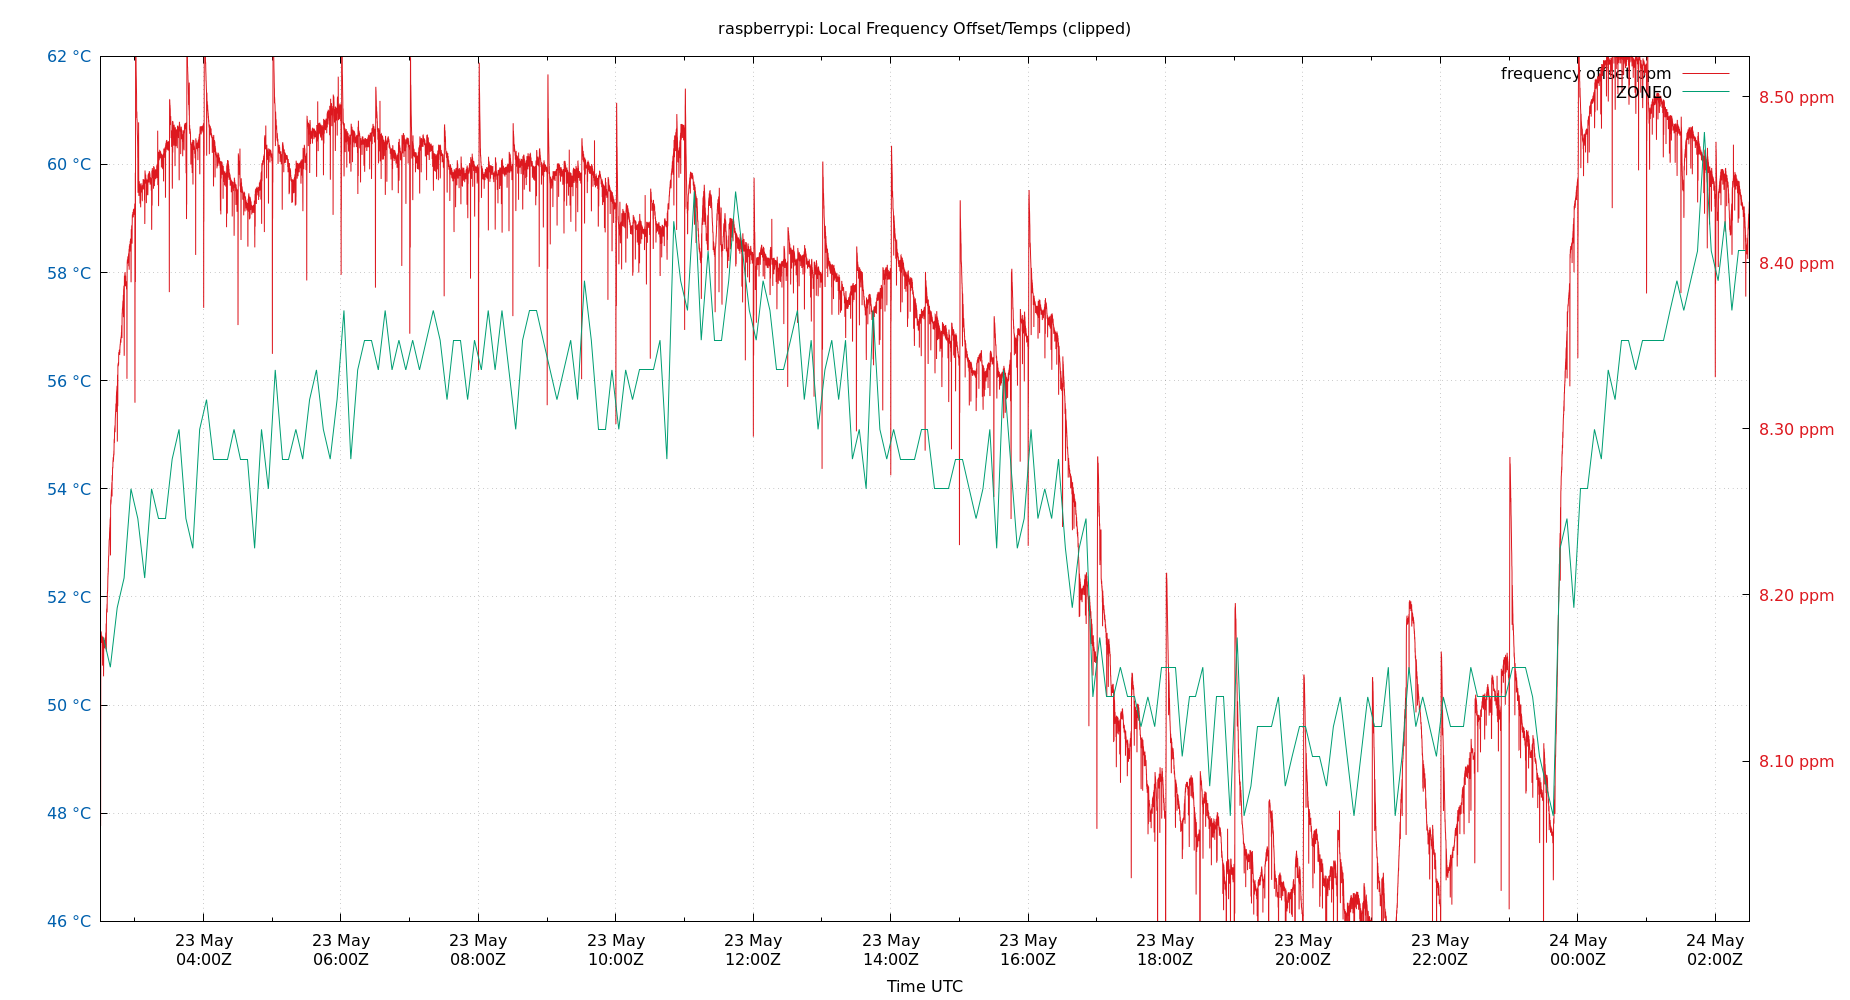 raspberrypi: Local Frequency Offset/Temps (clipped)
62 °C
60 °C
58 °C
56 °C
54 °C
52 °C
50 °C
48 °C
46 °C
frequency offset ppm
ZONE0
8.50 ppm
8.40 ppm
8.30 ppm
8.20 ppm
8.10 ppm
23 May 23 May 23 May 23 May 23 May 23 May 23 May 23 May 23 May 23 May 24 May 24 May
04:00Z 06:00Z 08:00Z 10:00Z 12:00Z 14:00Z 16:00Z 18:00Z 20:00Z 22:00Z 00:00Z 02:00Z
Time UTC